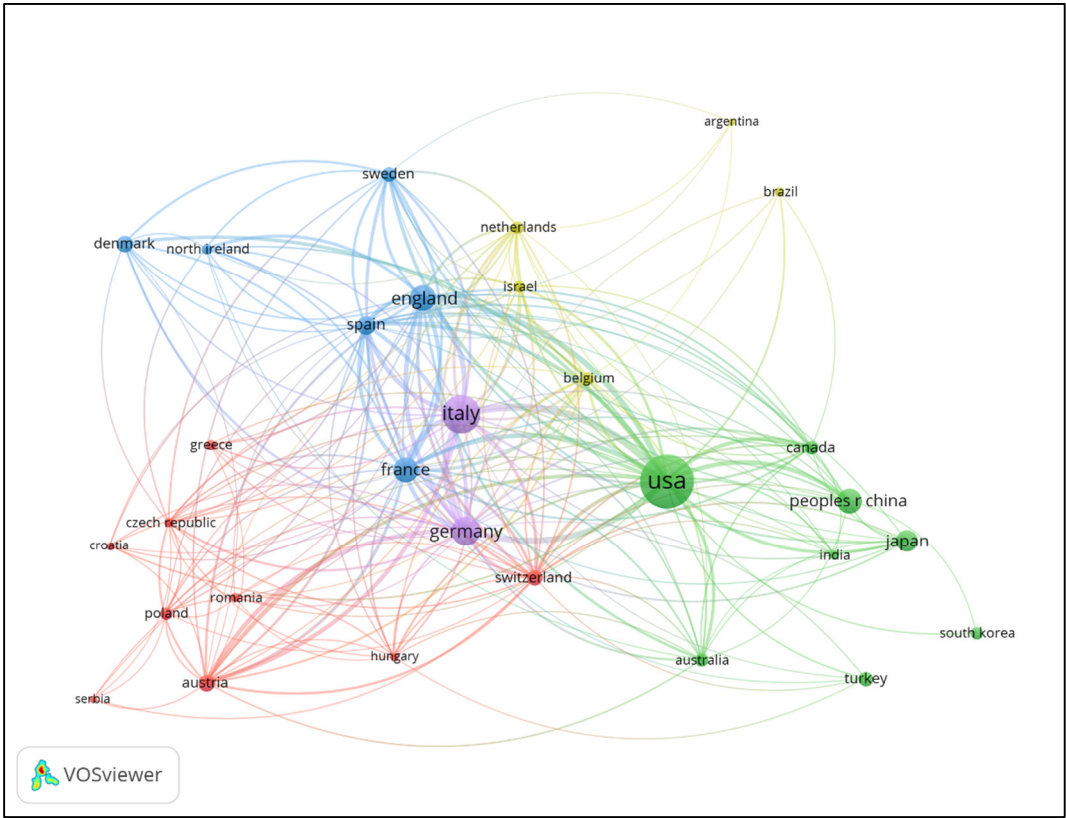 argentina
sweden
brazil
netherlands
denmark
north ireland
israel
england
spain
belgium
italy
greece
canada
france
usa
peoples r china
czech republic
germany
japan
croatia
india
switzerland
romania
poland
south korea
hungary
australia
austria
turkey
serbia
VOSviewer